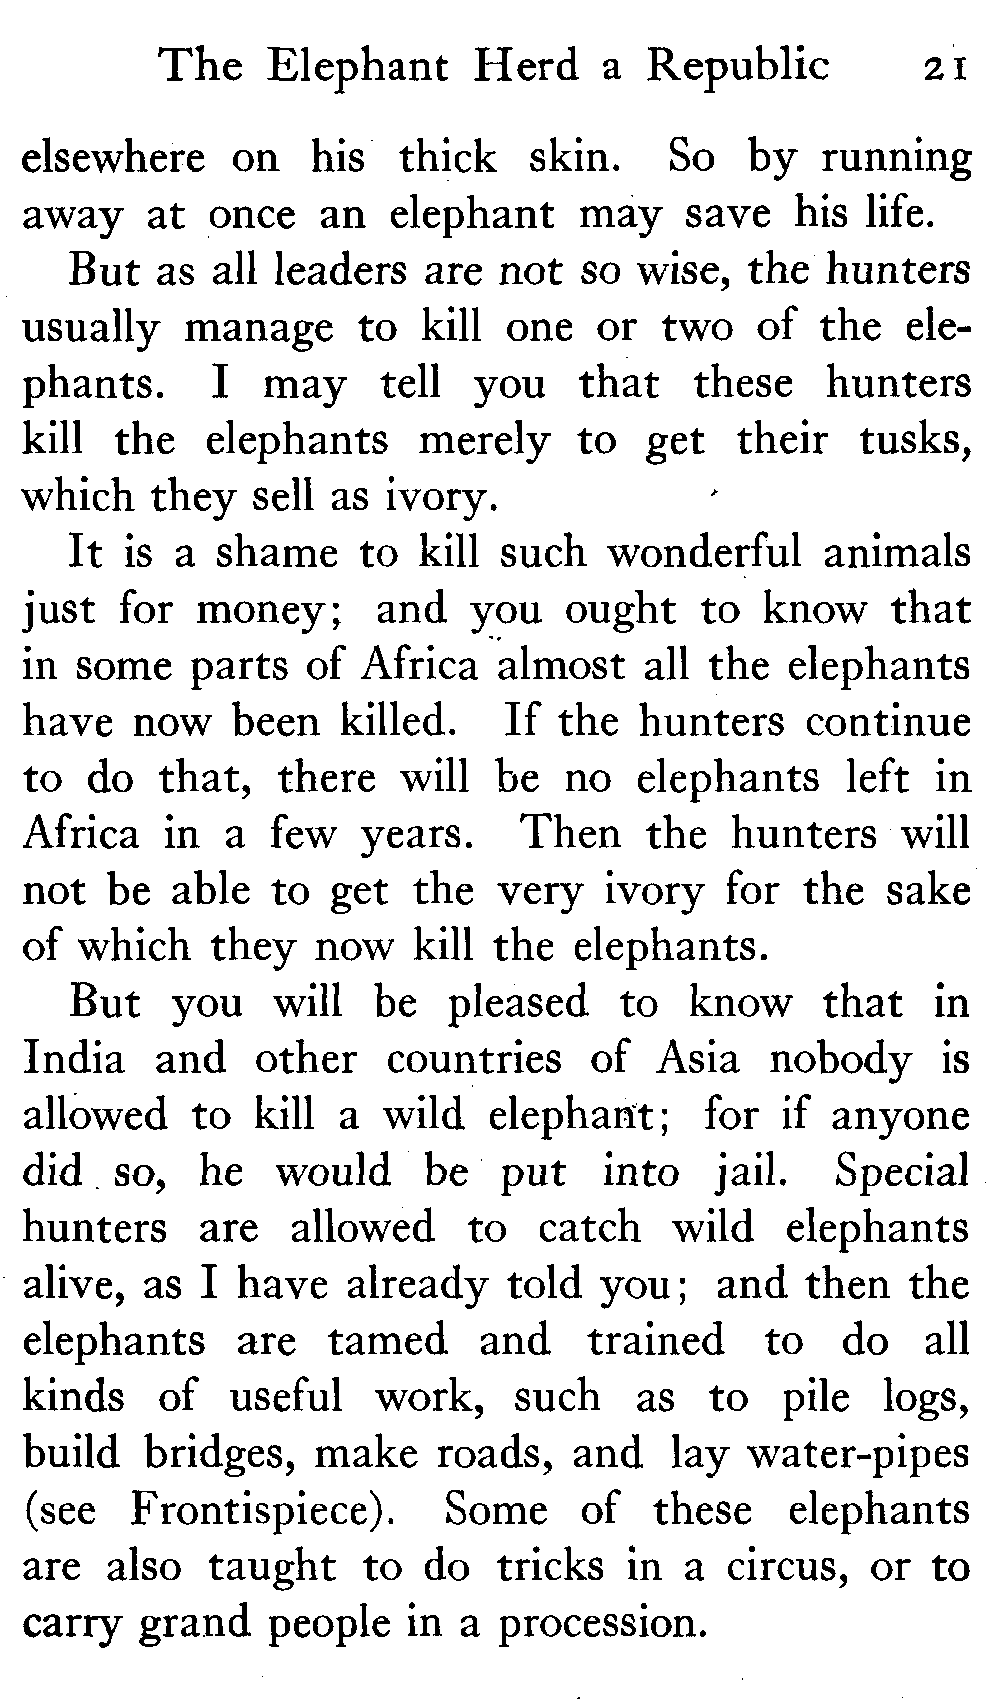 The Elephant Herd a Republic 21
elsewhere on his thick skin. So by running
away at once an elephant may save his life.
But as all leaders are not so wise, the hunters
usually manage to kill one or two of the ele-
phants. I may tell you that these hunters
kill the elephants merely to get their tusks,
which they sell as ivory.
It is a shame to kill such wonderful animals
just for money; and you ought to know that
in some parts of Africa almost all the elephants
have now been killed. If the hunters continue
to do that, there will be no elephants left in
Africa in a few years. Then the hunters will
not be able to get the very ivory for the sake
of which they now kill the elephants.
But you will be pleased to know that in
India and other countries of Asia nobody is
allowed to kill a wild elephant; for if anyone
did so, he would be put into jail. Special
hunters are allowed to catch wild elephants
alive, as I have already told you; and then the
elephants are tamed and trained to do all
kinds of useful work, such as to pile logs,
build bridges, make roads, and lay water-pipes
(see Frontispiece). Some of these elephants
are also taught to do tricks in a circus, or to
carry grand people in a procession.